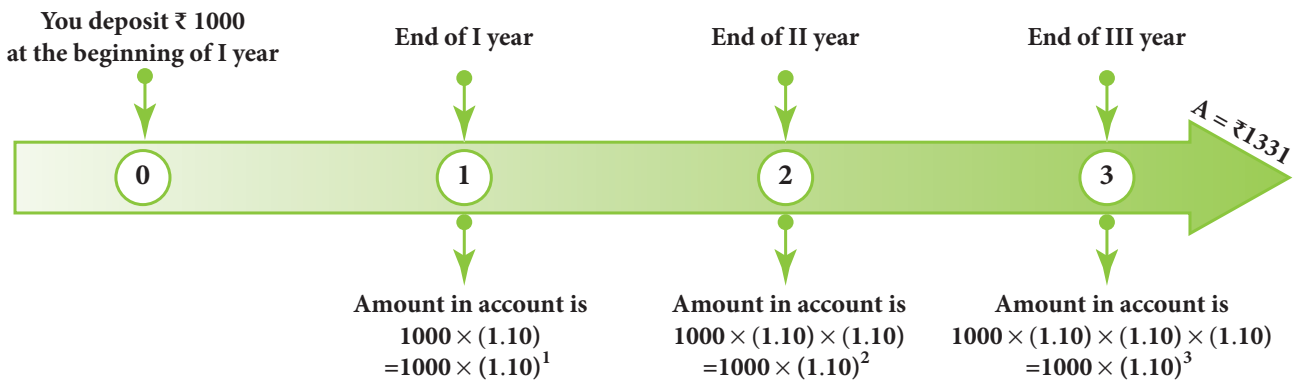 You deposit ₹ 1000
at the beginning of I year
End of I year
End of II year
End of III year
A = ₹1331
0
1
2
3
Amount in account is
1000 × (1.10)
=1000 × (1.10)^1
Amount in account is
1000 × (1.10) × (1.10)
=1000 × (1.10)^2
Amount in account is
1000 × (1.10) × (1.10) × (1.10)
=1000 × (1.10)^3